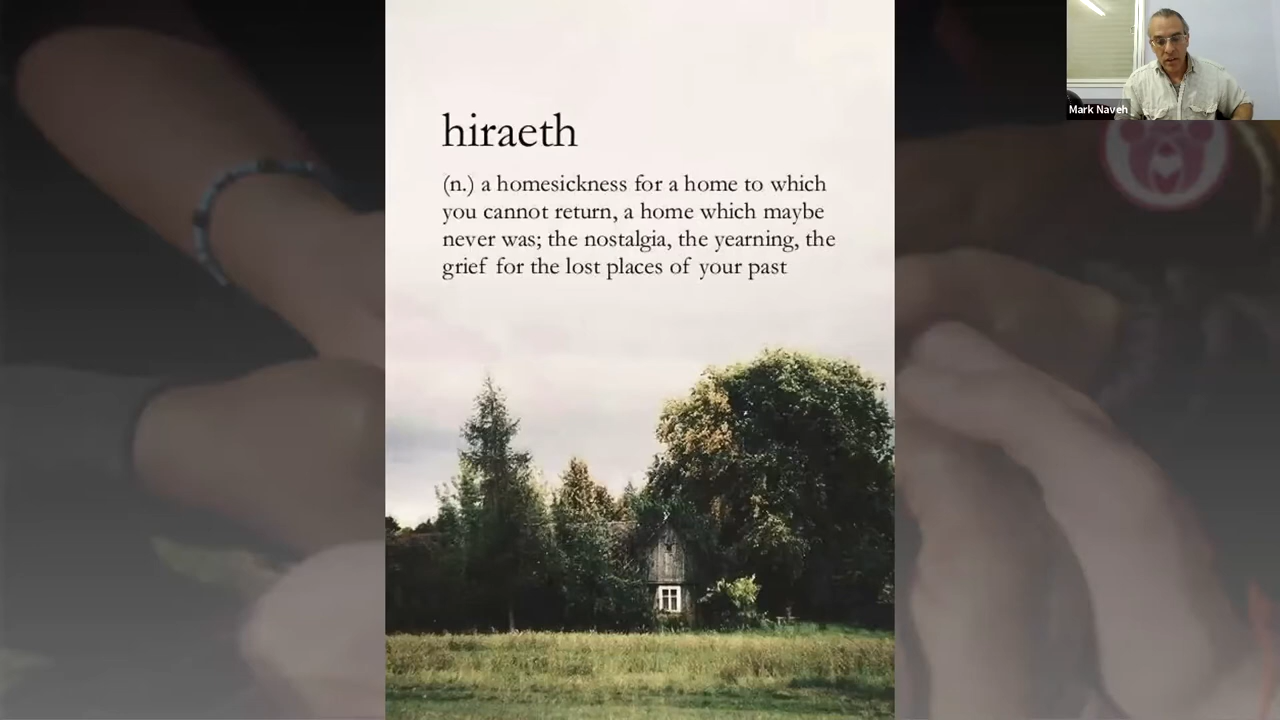 hiraeth
(n.) a homesickness for a home to which
you cannot return, a home which maybe
never was; the nostalgia, the yearning, the
grief for the lost places of your past
Mark Naveh